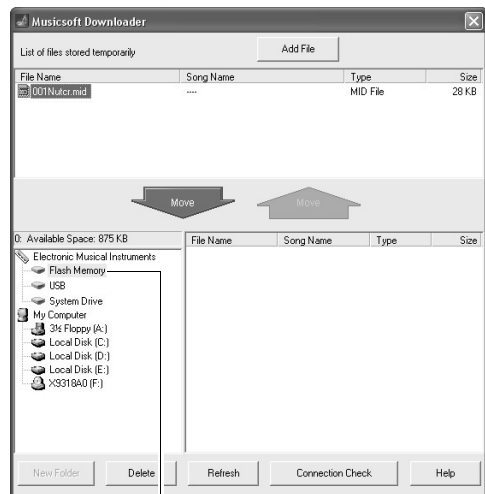 Musicsoft Downloader
List of files stored temporarily
Add File
File Name Song Name Type Size
001Nutcr.mid ---- MID File 28 KB
Move Move
0: Available Space: 875 KB
File Name Song Name Type Size
Electronic Musical Instruments
Flash Memory
USB
System Drive
My Computer
3½ Floppy (A:)
Local Disk (C:)
Local Disk (D:)
Local Disk (E:)
X9318A0 (F:)
New Folder Delete Refresh Connection Check Help